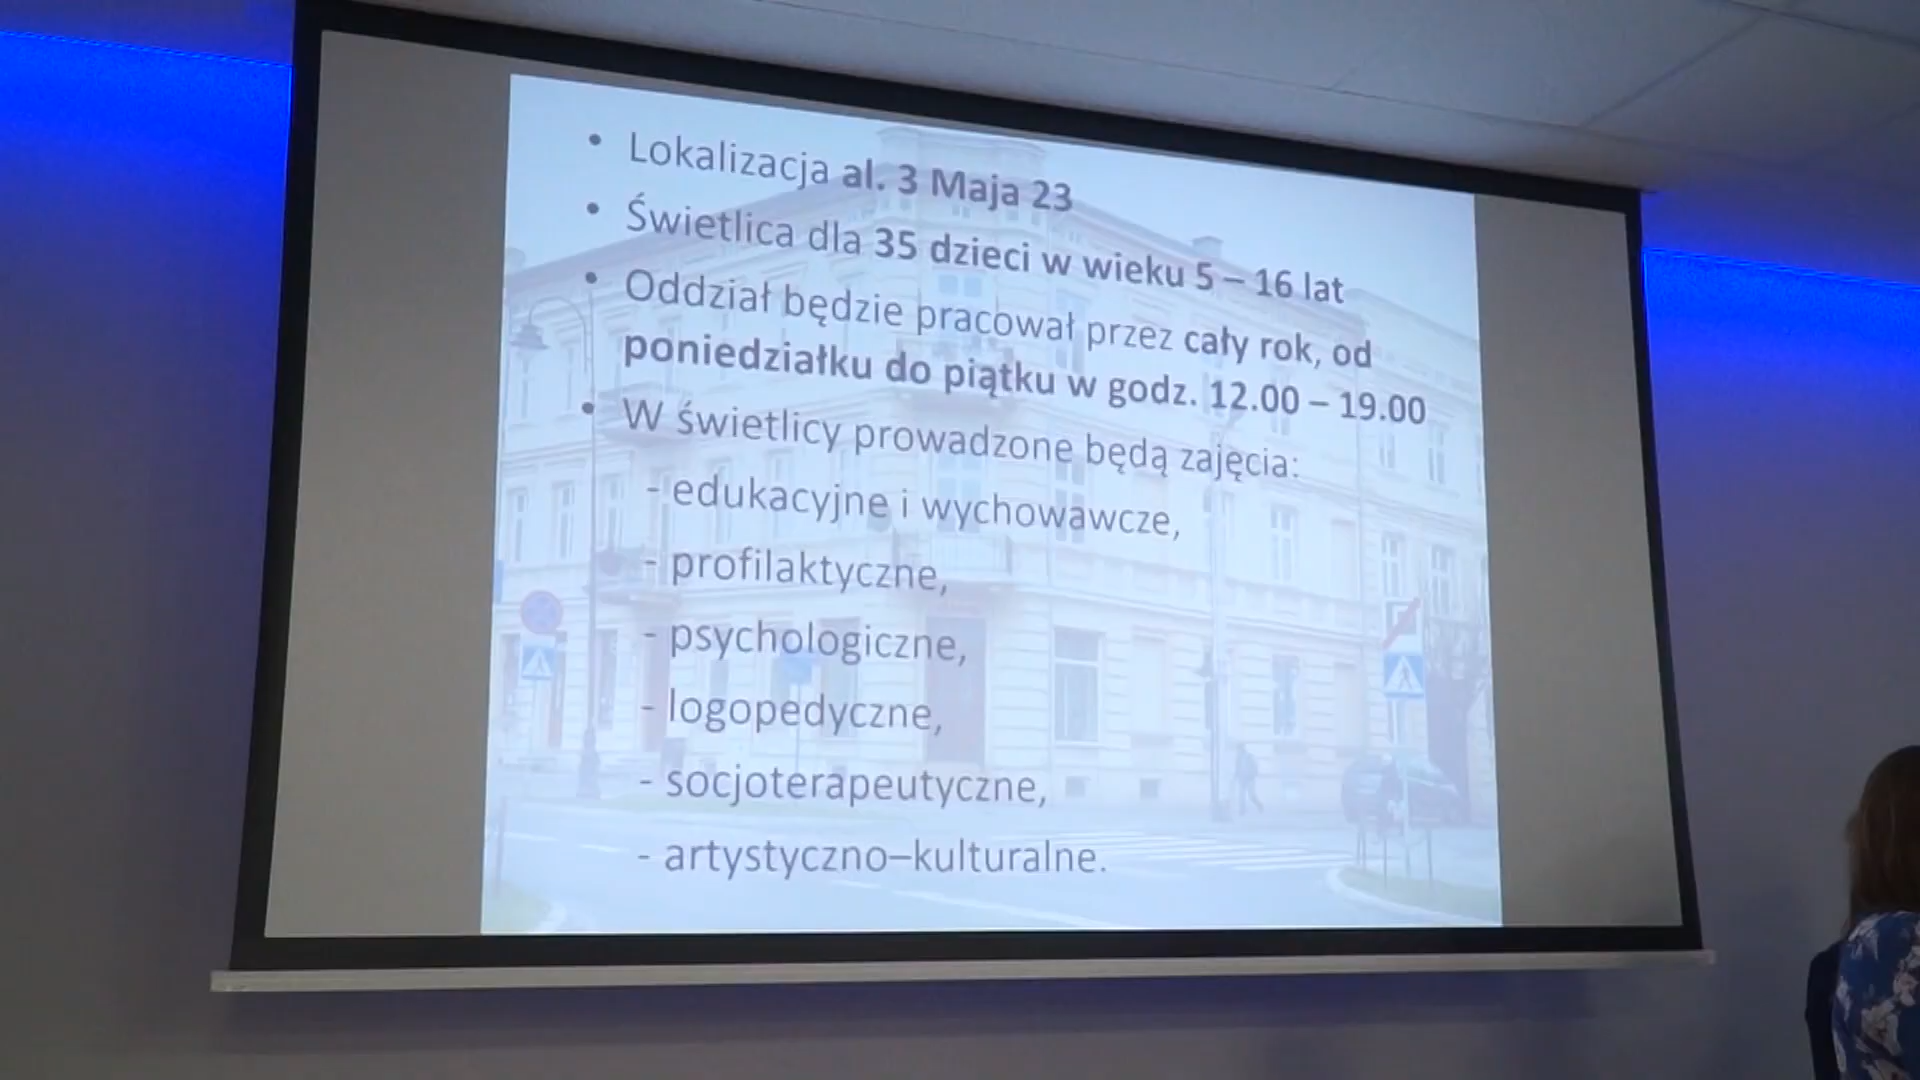 • Lokalizacja al. 3 Maja 23
• Świetlica dla 35 dzieci w wieku 5 – 16 lat
• Oddział będzie pracował przez cały rok, od
poniedziałku do piątku w godz. 12.00 – 19.00
• W świetlicy prowadzone będą zajęcia:
- edukacyjne i wychowawcze,
- profilaktyczne,
- psychologiczne,
- logopedyczne,
- socjoterapeutyczne,
- artystyczno–kulturalne.